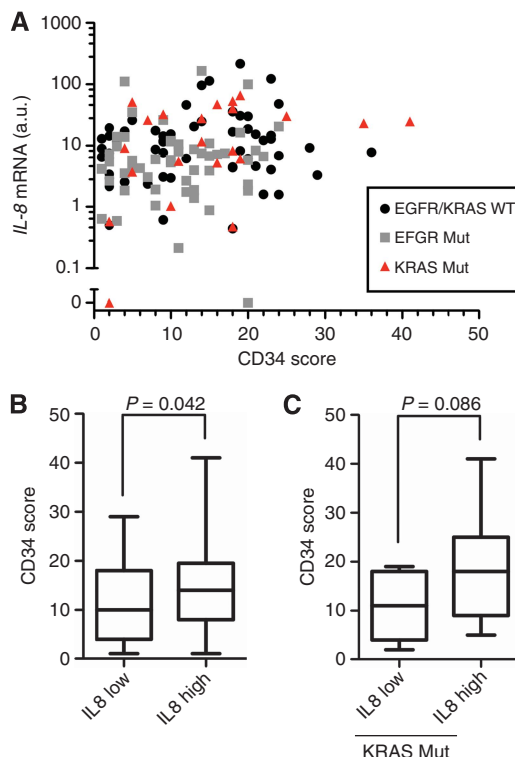 A
IL-8 mRNA (a.u.)
1000
100
10
1
0.1
0
0 10 20 30 40 50
CD34 score
EGFR/KRAS WT
EFGR Mut
KRAS Mut
B
P = 0.042
CD34 score
50
40
30
20
10
0
IL8 low
IL8 high
C
P = 0.086
CD34 score
50
40
30
20
10
0
IL8 low
IL8 high
KRAS Mut